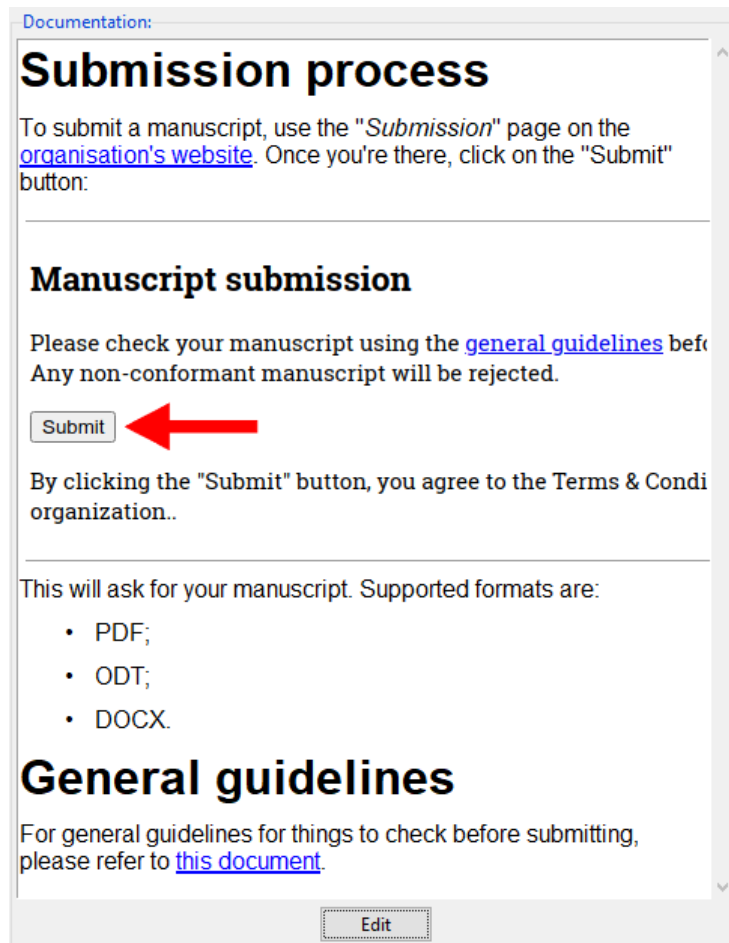 Documentation:
Submission process
To submit a manuscript, use the "Submission" page on the
organisation's website. Once you're there, click on the "Submit"
button:
Manuscript submission
Please check your manuscript using the general guidelines befo
Any non-conformant manuscript will be rejected.
Submit
By clicking the "Submit" button, you agree to the Terms & Condi
organization..
This will ask for your manuscript. Supported formats are:
• PDF;
• ODT;
• DOCX.
General guidelines
For general guidelines for things to check before submitting,
please refer to this document.
Edit